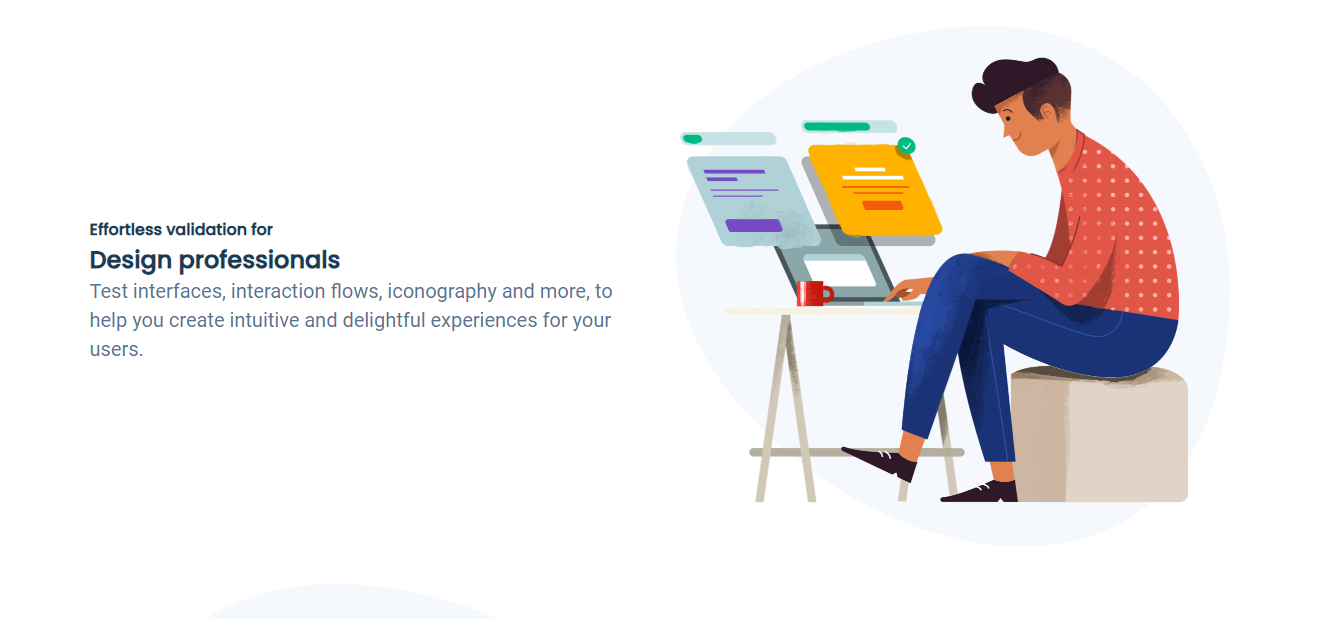 Effortless validation for
Design professionals
Test interfaces, interaction flows, iconography and more, to
help you create intuitive and delightful experiences for your
users.